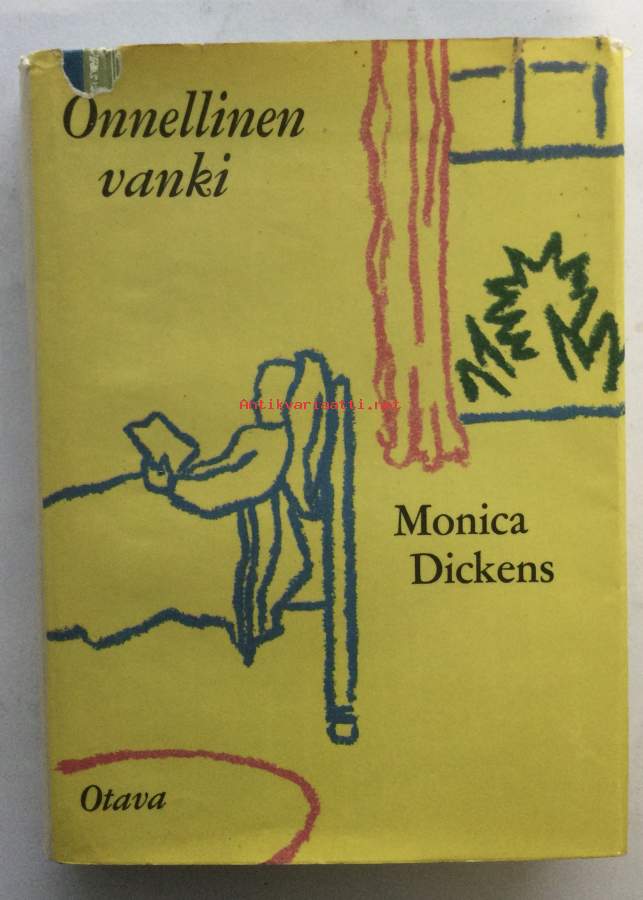 Onnellinen
vanki
Antikvariaatti.net
Monica
Dickens
Otava